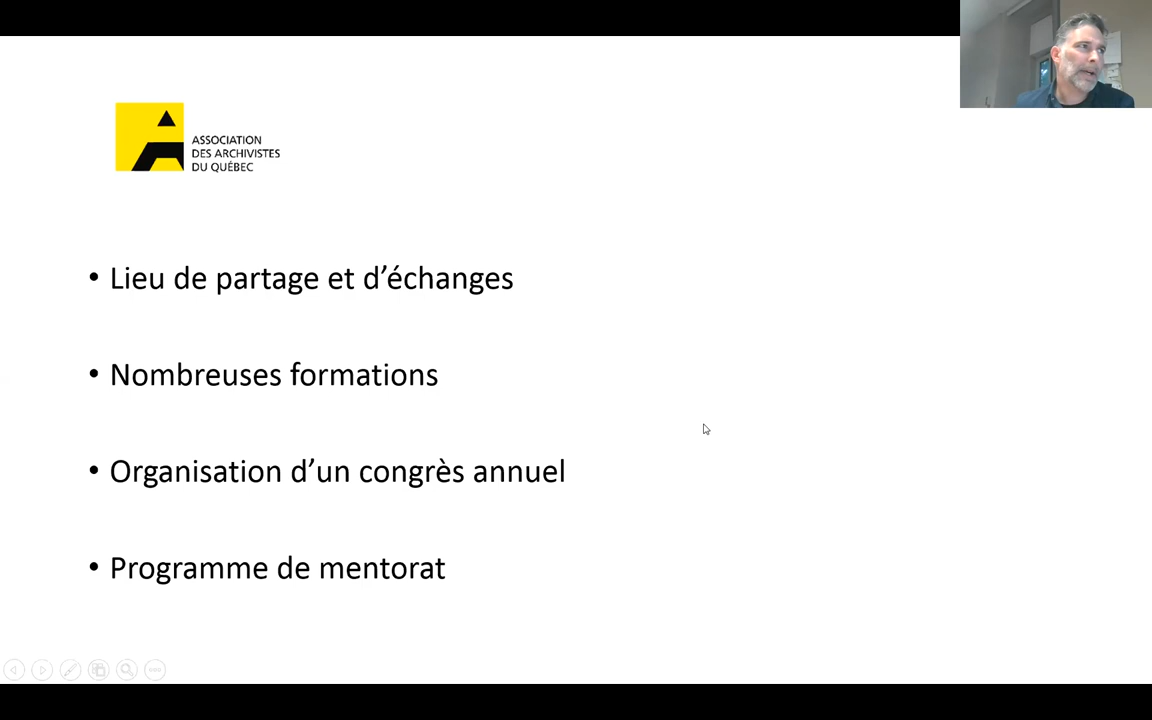 ASSOCIATION
DES ARCHIVISTES
DU QUÉBEC
• Lieu de partage et d’échanges
• Nombreuses formations
• Organisation d’un congrès annuel
• Programme de mentorat